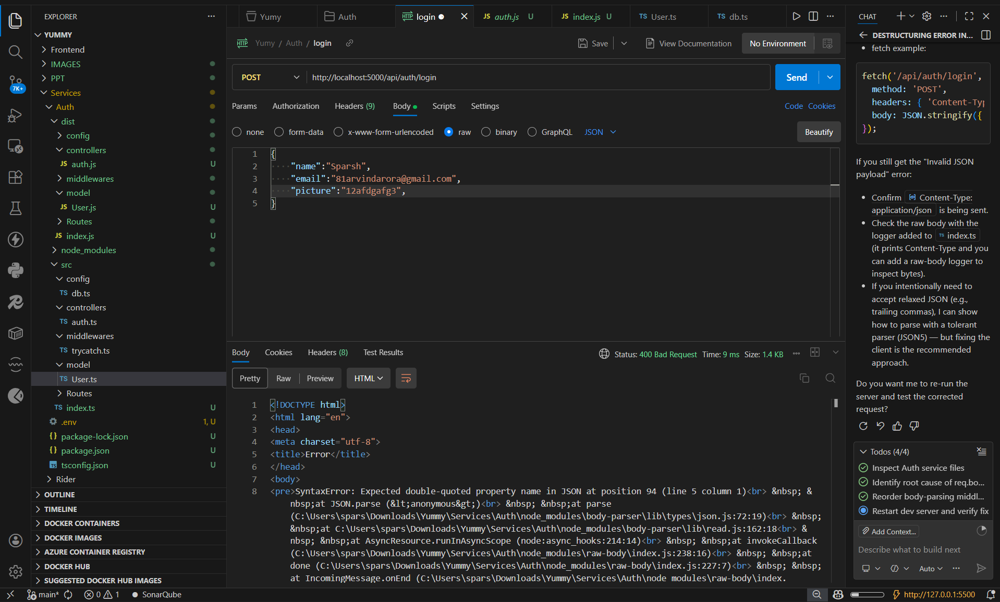 EXPLORER
YUMMY
Frontend
IMAGES
PPT
Services
Auth
dist
config
controllers
JS auth.js U
middlewares
model
JS User.js U
Routes
JS index.js U
node_modules
src
config
TS db.ts
controllers
TS auth.ts
middlewares
TS trycatch.ts
model
TS User.ts
Routes
TS index.ts U
.env 1, U
{} package-lock.json U
{} package.json U
TS tsconfig.json U
Rider
OUTLINE
TIMELINE
DOCKER CONTAINERS
DOCKER IMAGES
AZURE CONTAINER REGISTRY
DOCKER HUB
SUGGESTED DOCKER HUB IMAGES
7K+
Yumy
Auth
HTTP login
JS auth.js U
JS index.js U
TS User.ts
TS db.ts
HTTP Yumy / Auth / login
Save
View Documentation
No Environment
POST http://localhost:5000/api/auth/login
Send
Params Authorization Headers (9) Body Scripts Settings
Code Cookies
none form-data x-www-form-urlencoded raw binary GraphQL JSON
Beautify
1 {
2 ····"name":"Sparsh",
3 ····"email":"81arvindarora@gmail.com",
4 ····"picture":"12afdgafg3",
5 }
Body Cookies Headers (8) Test Results
Status: 400 Bad Request Time: 9 ms Size: 1.4 KB
Pretty Raw Preview HTML
1 <!DOCTYPE html>
2 <html lang="en">
3 <head>
4 <meta charset="utf-8">
5 <title>Error</title>
6 </head>
7 <body>
8 <pre>SyntaxError: Expected double-quoted property name in JSON at position 94 (line 5 column 1)<br> &nbsp; &
nbsp;at JSON.parse (&lt;anonymous&gt;)<br> &nbsp; &nbsp;at parse
(C:\Users\spars\Downloads\Yummy\Services\Auth\node_modules\body-parser\lib\types\json.js:72:19)<br> &nbsp;
&nbsp;at C:\Users\spars\Downloads\Yummy\Services\Auth\node_modules\body-parser\lib\read.js:162:18<br> &
nbsp; &nbsp;at AsyncResource.runInAsyncScope (node:async_hooks:214:14)<br> &nbsp; &nbsp;at invokeCallback
(C:\Users\spars\Downloads\Yummy\Services\Auth\node_modules\raw-body\index.js:238:16)<br> &nbsp; &nbsp;at
done (C:\Users\spars\Downloads\Yummy\Services\Auth\node_modules\raw-body\index.js:227:7)<br> &nbsp; &nbsp;
at IncomingMessage.onEnd (C:\Users\spars\Downloads\Yummy\Services\Auth\node_modules\raw-body\index.
CHAT
DESTRUCTURING ERROR IN...
• fetch example:
fetch('/api/auth/login',
method: 'POST',
headers: { 'Content-Typ
body: JSON.stringify({
});
If you still get the "Invalid JSON
payload" error:
• Confirm Content-Type:
application/json is being sent.
• Check the raw body with the
logger added to TS index.ts
(it prints Content-Type and you
can add a raw-body logger to
inspect bytes).
• If you intentionally need to
accept relaxed JSON (e.g.,
trailing commas), I can show
how to parse with a tolerant
parser (JSON5) — but fixing the
client is the recommended
approach.
Do you want me to re-run the
server and test the corrected
request?
Todos (4/4)
Inspect Auth service files
Identify root cause of req.bo...
Reorder body-parsing middl...
Restart dev server and verify fix
Add Context...
Describe what to build next
Auto
main* 0 1 SonarQube
http://127.0.0.1:5500